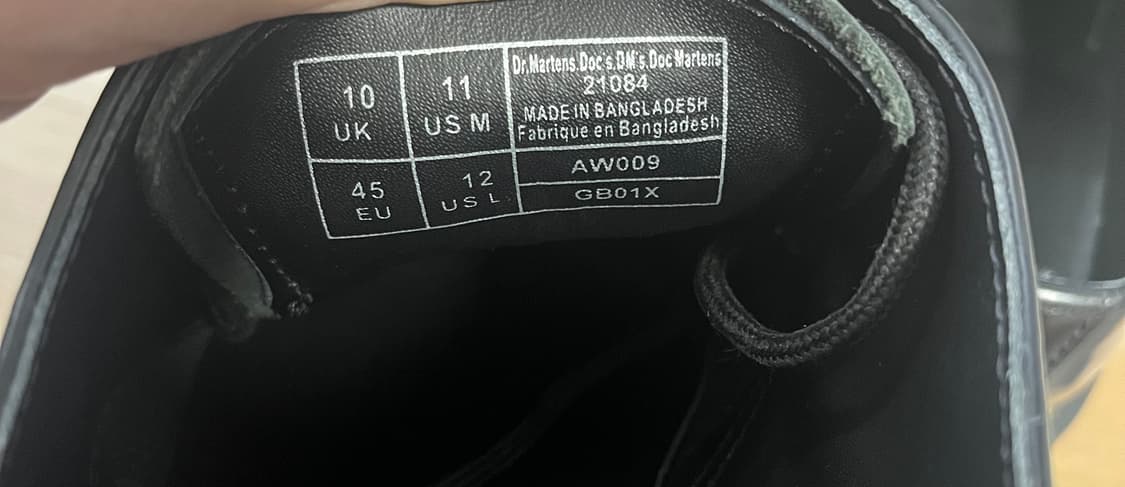 10
UK
11
US M
Dr.Martens.Doc's.DM's.Doc Martens
21084
MADE IN BANGLADESH
Fabrique en Bangladesh
45
EU
12
US L
AW009
GB01X